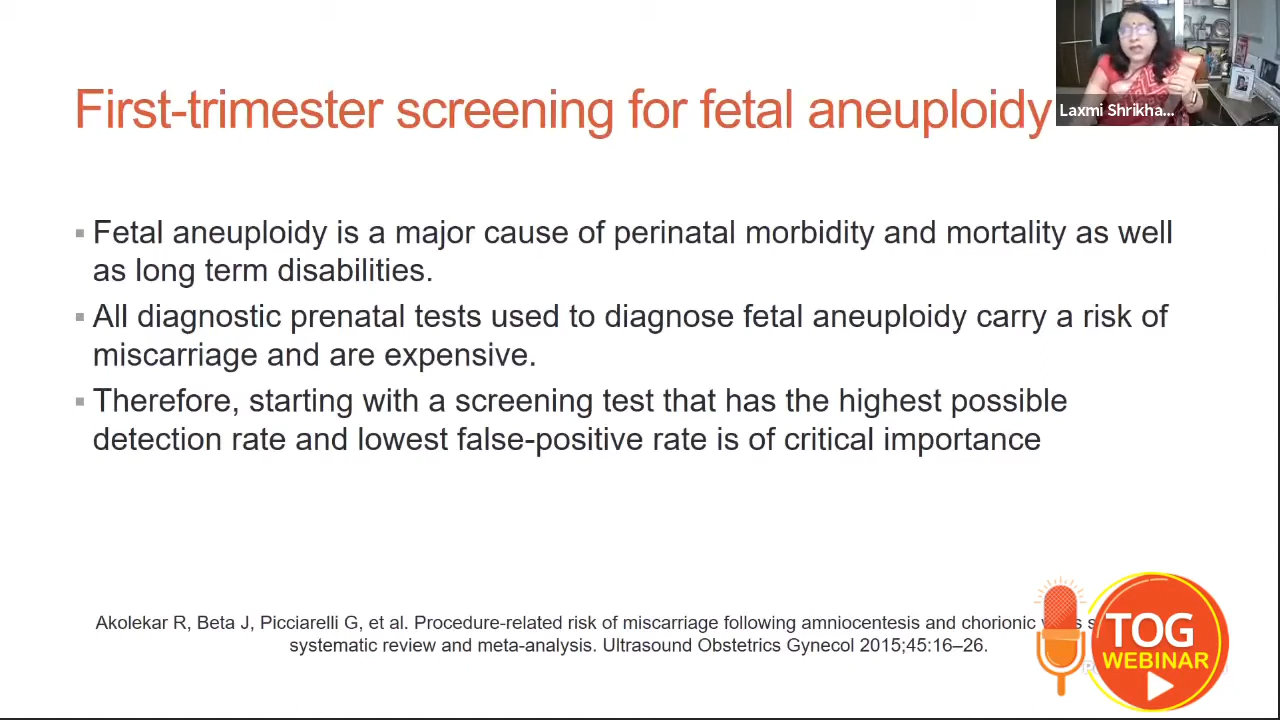 First-trimester screening for fetal aneuploidy
Laxmi Shrikha...
▪ Fetal aneuploidy is a major cause of perinatal morbidity and mortality as well
as long term disabilities.
▪ All diagnostic prenatal tests used to diagnose fetal aneuploidy carry a risk of
miscarriage and are expensive.
▪ Therefore, starting with a screening test that has the highest possible
detection rate and lowest false-positive rate is of critical importance
Akolekar R, Beta J, Picciarelli G, et al. Procedure-related risk of miscarriage following amniocentesis and chorionic
systematic review and meta-analysis. Ultrasound Obstetrics Gynecol 2015;45:16–26.
TOG
WEBINAR